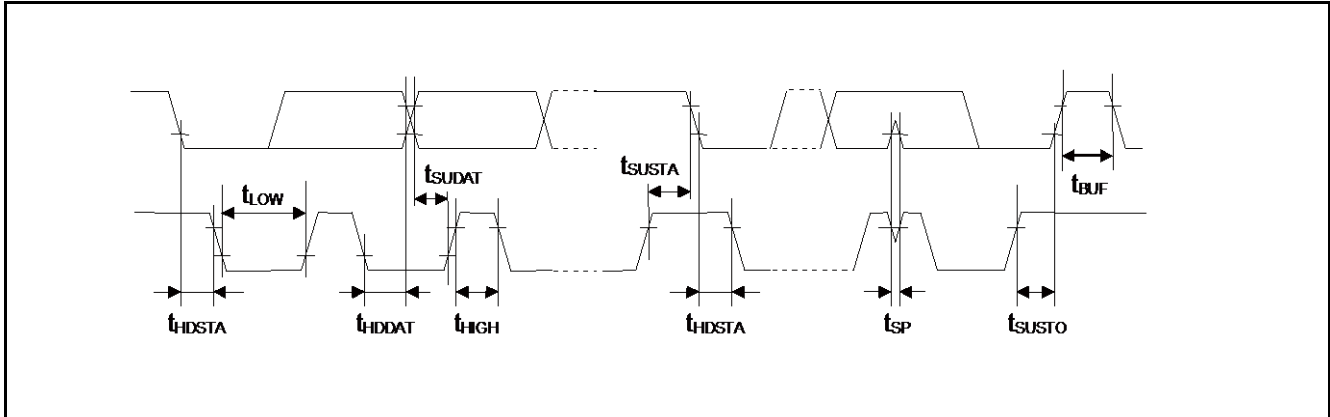 tSUDAT
tSUSTA
tLOW
tBUF
tHDSTA
tHDDAT
tHIGH
tHDSTA
tSP
tSUSTO